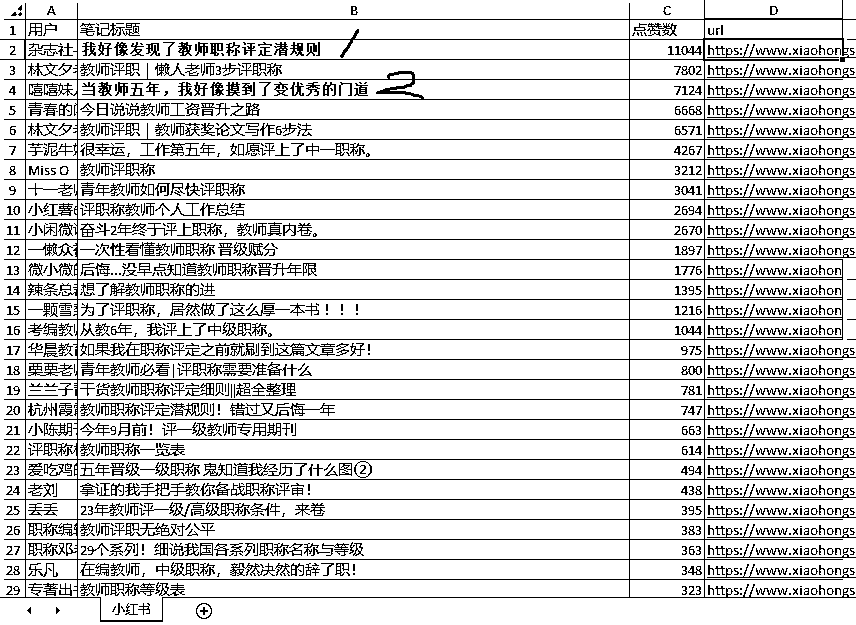 A B C D
1 用户 笔记标题 点赞数 url
2 杂志社- 我好像发现了教师职称评定潜规则 1 11044 https://www.xiaohongs
3 林文夕老 教师评职｜懒人老师3步评职称 7802 https://www.xiaohongs
4 嘻嘻妹 当教师五年，我好像摸到了变优秀的门道 2 7124 https://www.xiaohongs
5 青春的 今日说说教师工资晋升之路 6668 https://www.xiaohongs
6 林文夕老 教师评职｜教师获奖论文写作6步法 6571 https://www.xiaohongs
7 芋泥牛 很幸运，工作第五年，如愿评上了中一职称。 4267 https://www.xiaohongs
8 Miss O 教师评职称 3212 https://www.xiaohongs
9 十一老 青年教师如何尽快评职称 3041 https://www.xiaohongs
10 小红薯6 评职称教师个人工作总结 2694 https://www.xiaohongs
11 小闲微 奋斗2年终于评上职称，教师真内卷。 2670 https://www.xiaohongs
12 一懒众 一次性看懂教师职称 晋级赋分 1897 https://www.xiaohongs
13 微小微 后悔...没早点知道教师职称晋升年限 1776 https://www.xiaohon
14 辣条总 想了解教师职称的进 1395 https://www.xiaohon
15 一颗雪 为了评职称，居然做了这么厚一本书！！！ 1216 https://www.xiaohon
16 考编教 从教6年，我评上了中级职称。 1044 https://www.xiaohon
17 华晨教 如果我在职称评定之前就刷到这篇文章多好！ 975 https://www.xiaohongs
18 栗栗老 青年教师必看|评职称需要准备什么 800 https://www.xiaohongs
19 兰兰子 干货教师职称评定细则||超全整理 781 https://www.xiaohongs
20 杭州霞 教师职称评定潜规则！错过又后悔一年 747 https://www.xiaohongs
21 小陈期 今年9月前！评一级教师专用期刊 663 https://www.xiaohongs
22 评职称 教师职称一览表 614 https://www.xiaohongs
23 爱吃鸡 五年晋级一级职称 鬼知道我经历了什么图② 494 https://www.xiaohongs
24 老刘 拿证的我手把手教你备战职称评审！ 438 https://www.xiaohongs
25 丢丢 23年教师评一级/高级职称条件，来卷 395 https://www.xiaohongs
26 职称编 教师评职无绝对公平 383 https://www.xiaohongs
27 职称邓 29个系列！细说我国各系列职称名称与等级 363 https://www.xiaohongs
28 乐凡 在编教师，中级职称，毅然决然的辞了职！ 348 https://www.xiaohongs
29 专著出 教师职称等级表 323 https://www.xiaohongs
小红书